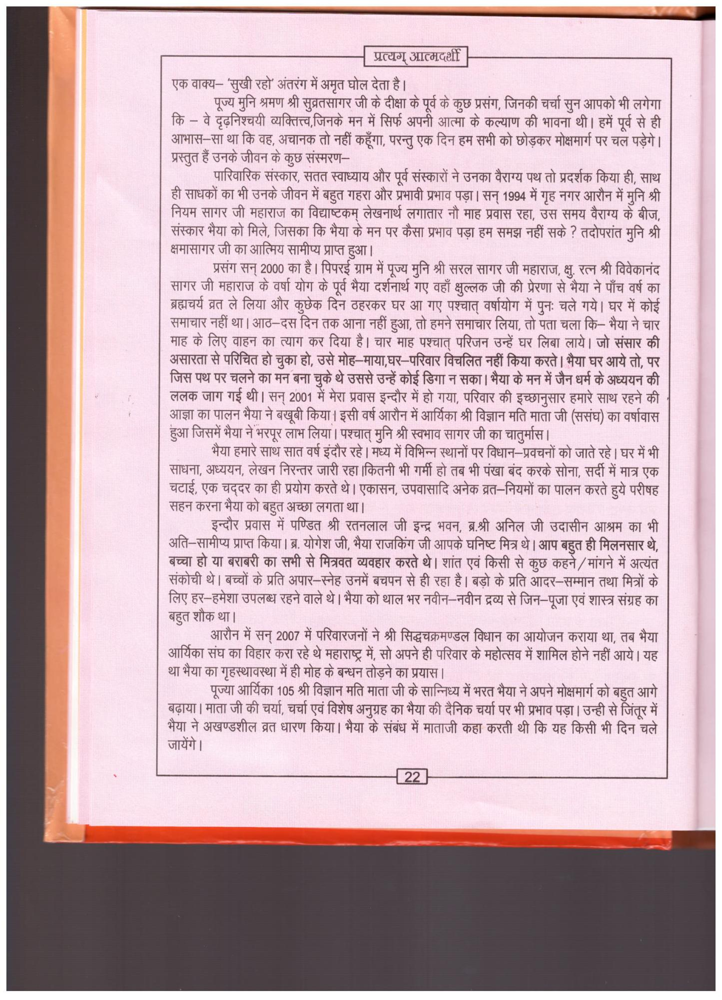 प्रत्यग् आत्मदर्शी
एक वाक्य– 'सुखी रहो' अंतरंग में अमृत घोल देता है।
पूज्य मुनि श्रमण श्री सुव्रतसागर जी के दीक्षा के पूर्व के कुछ प्रसंग, जिनकी चर्चा सुन आपको भी लगेगा
कि – वे दृढ़निश्चयी व्यक्तित्त्व,जिनके मन में सिर्फ अपनी आत्मा के कल्याण की भावना थी। हमें पूर्व से ही
आभास–सा था कि वह, अचानक तो नहीं कहूँगा, परन्तु एक दिन हम सभी को छोड़कर मोक्षमार्ग पर चल पड़ेगे।
प्रस्तुत हैं उनके जीवन के कुछ संस्मरण–
पारिवारिक संस्कार, सतत स्वाध्याय और पूर्व संस्कारों ने उनका वैराग्य पथ तो प्रदर्शक किया ही, साथ
ही साधकों का भी उनके जीवन में बहुत गहरा और प्रभावी प्रभाव पड़ा। सन् 1994 में गृह नगर आरौन में मुनि श्री
नियम सागर जी महाराज का विद्याष्टकम् लेखनार्थ लगातार नौ माह प्रवास रहा, उस समय वैराग्य के बीज,
संस्कार भैया को मिले, जिसका कि भैया के मन पर कैसा प्रभाव पड़ा हम समझ नहीं सके ? तदोपरांत मुनि श्री
क्षमासागर जी का आत्मिय सामीप्य प्राप्त हुआ।
प्रसंग सन् 2000 का है। पिपरई ग्राम में पूज्य मुनि श्री सरल सागर जी महाराज, क्षु. रत्न श्री विवेकानंद
सागर जी महाराज के वर्षा योग के पूर्व भैया दर्शनार्थ गए वहाँ क्षुल्लक जी की प्रेरणा से भैया ने पाँच वर्ष का
ब्रह्मचर्य व्रत ले लिया और कुछेक दिन ठहरकर घर आ गए पश्चात् वर्षायोग में पुनः चले गये। घर में कोई
समाचार नहीं था। आठ–दस दिन तक आना नहीं हुआ, तो हमने समाचार लिया, तो पता चला कि– भैया ने चार
माह के लिए वाहन का त्याग कर दिया है। चार माह पश्चात् परिजन उन्हें घर लिबा लाये। जो संसार की
असारता से परिचित हो चुका हो, उसे मोह–माया,घर–परिवार विचलित नहीं किया करते। भैया घर आये तो, पर
जिस पथ पर चलने का मन बना चुके थे उससे उन्हें कोई डिगा न सका। भैया के मन में जैन धर्म के अध्ययन की
ललक जाग गई थी। सन् 2001 में मेरा प्रवास इन्दौर में हो गया, परिवार की इच्छानुसार हमारे साथ रहने की
आज्ञा का पालन भैया ने बखूबी किया। इसी वर्ष आरौन में आर्यिका श्री विज्ञान मति माता जी (ससंघ) का वर्षावास
हुआ जिसमें भैया ने भरपूर लाभ लिया। पश्चात् मुनि श्री स्वभाव सागर जी का चातुर्मास।
भैया हमारे साथ सात वर्ष इंदौर रहे। मध्य में विभिन्न स्थानों पर विधान–प्रवचनों को जाते रहे। घर में भी
साधना, अध्ययन, लेखन निरन्तर जारी रहा।कितनी भी गर्मी हो तब भी पंखा बंद करके सोना, सर्दी में मात्र एक
चटाई, एक चद्दर का ही प्रयोग करते थे। एकासन, उपवासादि अनेक व्रत–नियमों का पालन करते हुये परीषह
सहन करना भैया को बहुत अच्छा लगता था।
इन्दौर प्रवास में पण्डित श्री रतनलाल जी इन्द्र भवन, ब्र.श्री अनिल जी उदासीन आश्रम का भी
अति–सामीप्य प्राप्त किया। ब्र. योगेश जी, भैया राजकिंग जी आपके घनिष्ट मित्र थे। आप बहुत ही मिलनसार थे,
बच्चा हो या बराबरी का सभी से मित्रवत व्यवहार करते थे। शांत एवं किसी से कुछ कहने/मांगने में अत्यंत
संकोची थे। बच्चों के प्रति अपार–स्नेह उनमें बचपन से ही रहा है। बड़ो के प्रति आदर–सम्मान तथा मित्रों के
लिए हर–हमेशा उपलब्ध रहने वाले थे। भैया को थाल भर नवीन–नवीन द्रव्य से जिन–पूजा एवं शास्त्र संग्रह का
बहुत शौक था।
आरौन में सन् 2007 में परिवारजनों ने श्री सिद्धचक्रमण्डल विधान का आयोजन कराया था, तब भैया
आर्यिका संघ का विहार करा रहे थे महाराष्ट्र में, सो अपने ही परिवार के महोत्सव में शामिल होने नहीं आये। यह
था भैया का गृहस्थावस्था में ही मोह के बन्धन तोड़ने का प्रयास।
पूज्या आर्यिका 105 श्री विज्ञान मति माता जी के सान्निध्य में भरत भैया ने अपने मोक्षमार्ग को बहुत आगे
बढ़ाया। माता जी की चर्या, चर्चा एवं विशेष अनुग्रह का भैया की दैनिक चर्या पर भी प्रभाव पड़ा। उन्ही से जिंतूर में
भैया ने अखण्डशील व्रत धारण किया। भैया के संबंध में माताजी कहा करती थी कि यह किसी भी दिन चले
जायेंगे।
22